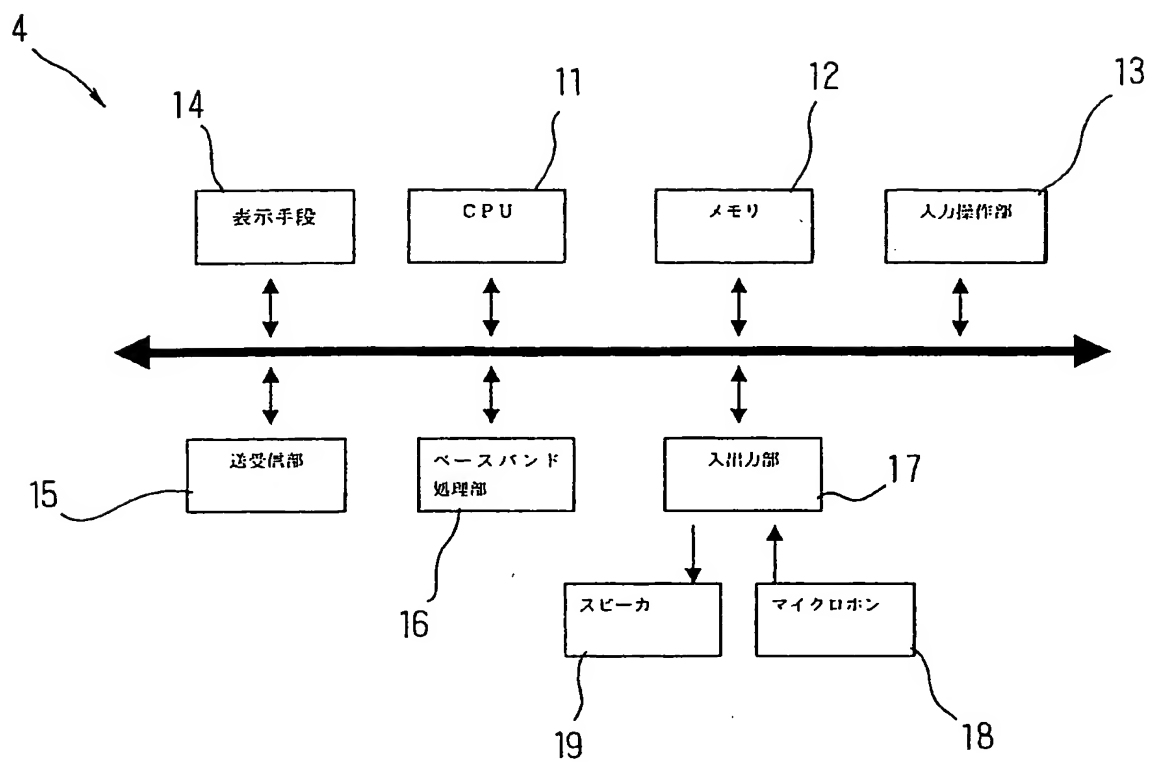 4
14
11
12
13
表示手段
CPU
メモリ
入力操作部
送受信部
ベースバンド
処理部
入出力部
15
16
17
スピーカ
マイクロホン
19
18